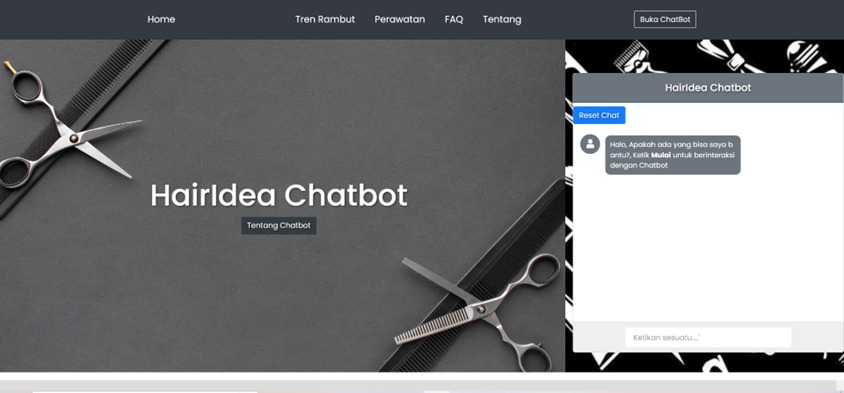 Home Tren Rambut Perawatan FAQ Tentang Buka ChatBot
HairIdea Chatbot
Reset Chat
Halo, Apakah ada yang bisa saya b
antu?, Ketik Mulai untuk berinteraksi
dengan Chatbot
HairIdea Chatbot
Tentang Chatbot
Ketikan sesuatu...."